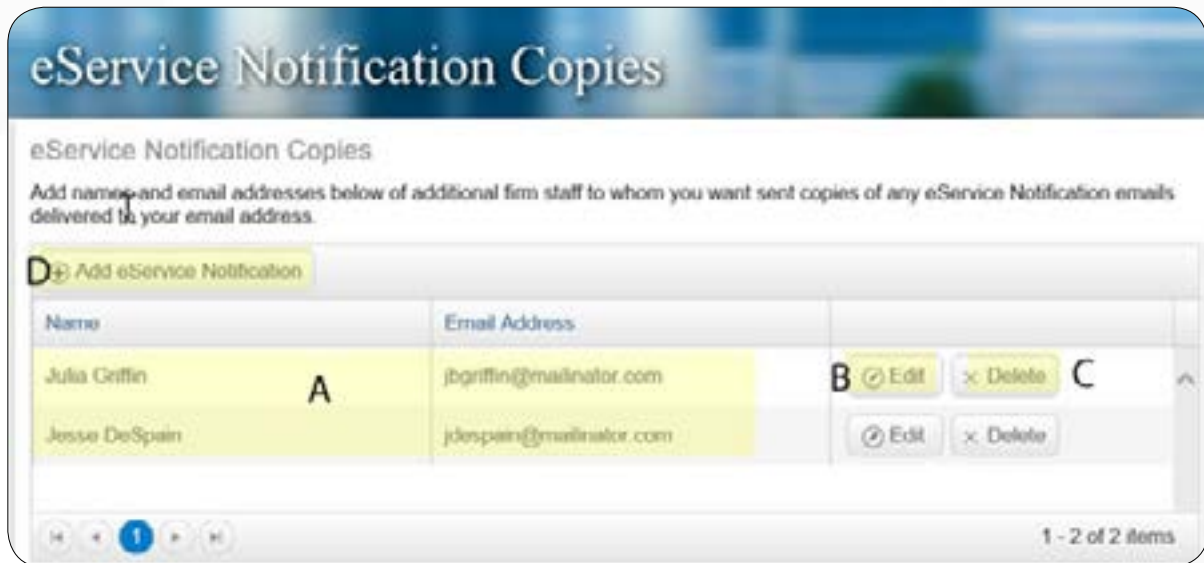 eService Notification Copies
eService Notification Copies
Add names and email addresses below of additional firm staff to whom you want sent copies of any eService Notification emails
delivered to your email address.
D Add eService Notification
Name Email Address
Julia Griffin A jbgriffin@mailinator.com B Edit × Delete C
Jesse DeSpain jdespain@mailinator.com Edit × Delete
1 1 - 2 of 2 items